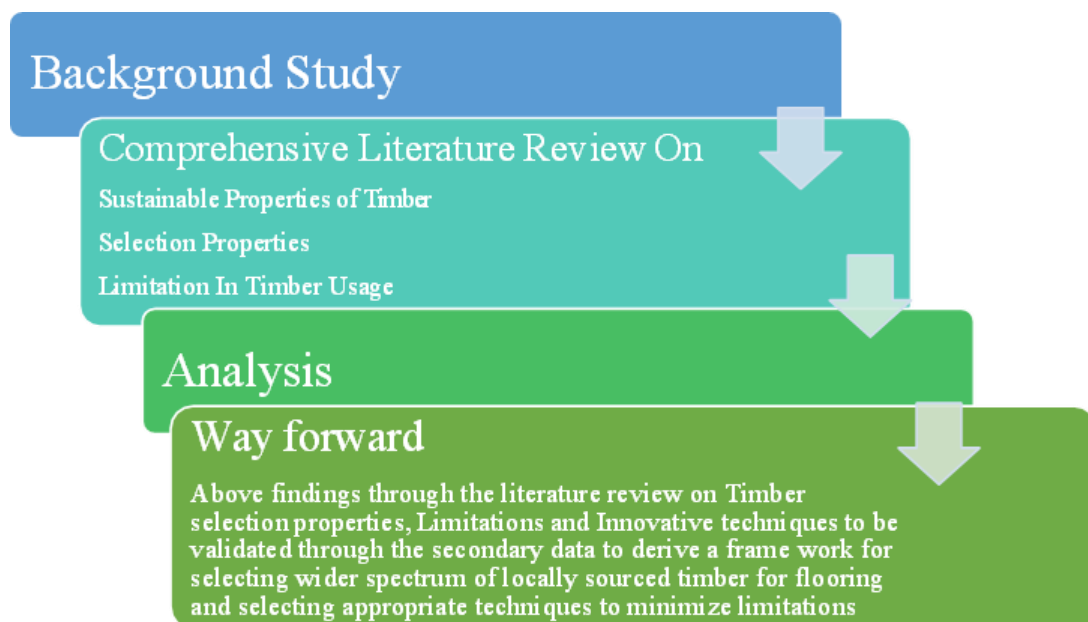 Background Study
Comprehensive Literature Review On
Sustainable Properties of Timber
Selection Properties
Limitation In Timber Usage
Analysis
Way forward
Above findings through the literature review on Timber
selection properties, Limitations and Innovative techniques to be
validated through the secondary data to derive a frame work for
selecting wider spectrum of locally sourced timber for flooring
and selecting appropriate techniques to minimize limitations